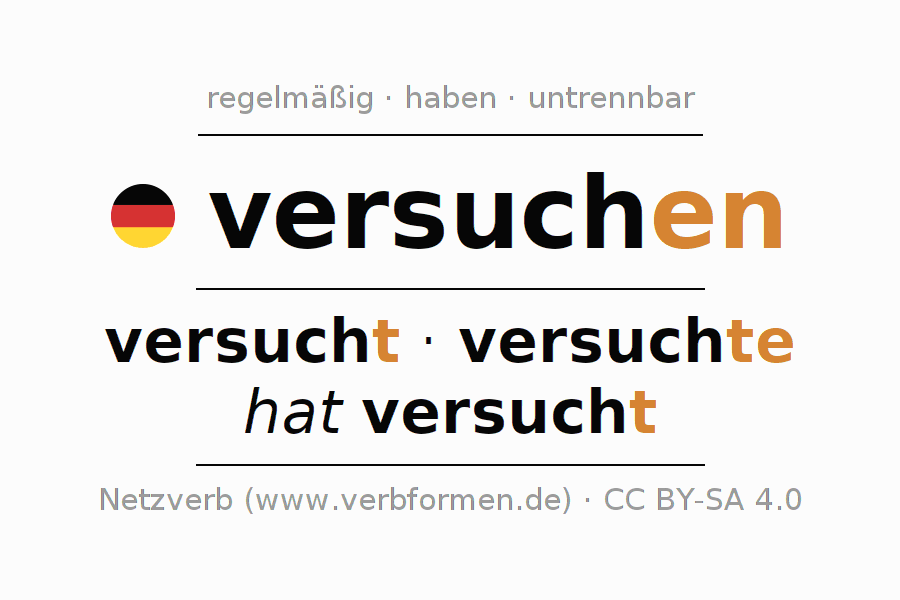 regelmäßig · haben · untrennbar
versuchen
versucht · versuchte
hat versucht
Netzverb (www.verbformen.de) · CC BY-SA 4.0